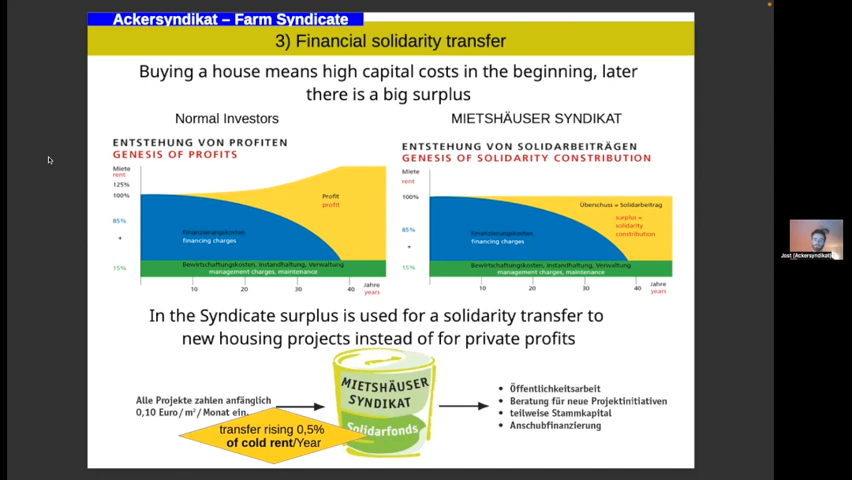 Ackersyndikat – Farm Syndicate
3) Financial solidarity transfer
Buying a house means high capital costs in the beginning, later
there is a big surplus
Normal Investors
MIETSHÄUSER SYNDIKAT
ENTSTEHUNG VON PROFITEN
GENESIS OF PROFITS
Miete
rent
125%
100%
85%
+
15%
Profit
profit
Finanzierungskosten
financing charges
Bewirtschaftungskosten, Instandhaltung, Verwaltung
management charges, maintenance
10
20
30
40
Jahre
years
ENTSTEHUNG VON SOLIDARBEITRÄGEN
GENESIS OF SOLIDARITY CONSTRIBUTION
Miete
rent
100%
85%
+
15%
Überschuss = Solidarbeitrag
surplus =
solidarity
constribution
Finanzierungskosten
financing charges
Bewirtschaftungskosten, Instandhaltung, Verwaltung
management charges, maintenance
10
20
30
40
Jahre
years
In the Syndicate surplus is used for a solidarity transfer to
new housing projects instead of for private profits
Alle Projekte zahlen anfänglich
0,10 Euro/m²/Monat ein.
transfer rising 0,5%
of cold rent/Year
MIETSHÄUSER
SYNDIKAT
Solidarfonds
• Öffentlichkeitsarbeit
• Beratung für neue Projektinitiativen
• teilweise Stammkapital
• Anschubfinanzierung
Jost (Ackersyndikat)